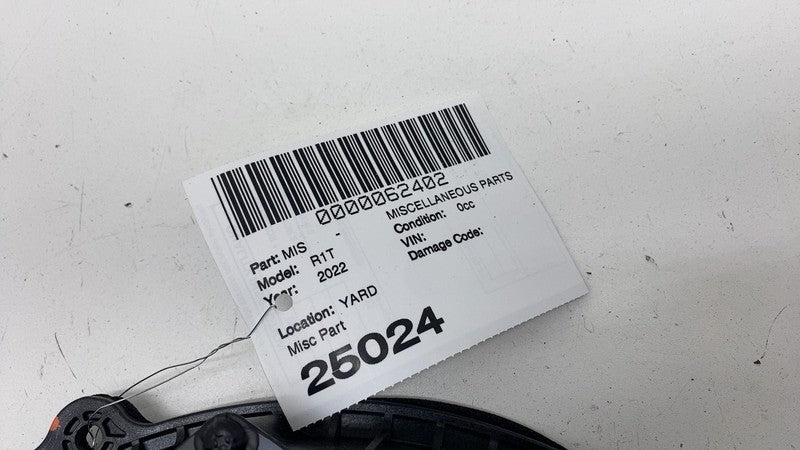 0000062402
Part: MIS - MISCELLANEOUS PARTS
Model: R1T Condition: 0cc
Year: 2022 VIN:
Damage Code:
Location: YARD
Misc Part
25024